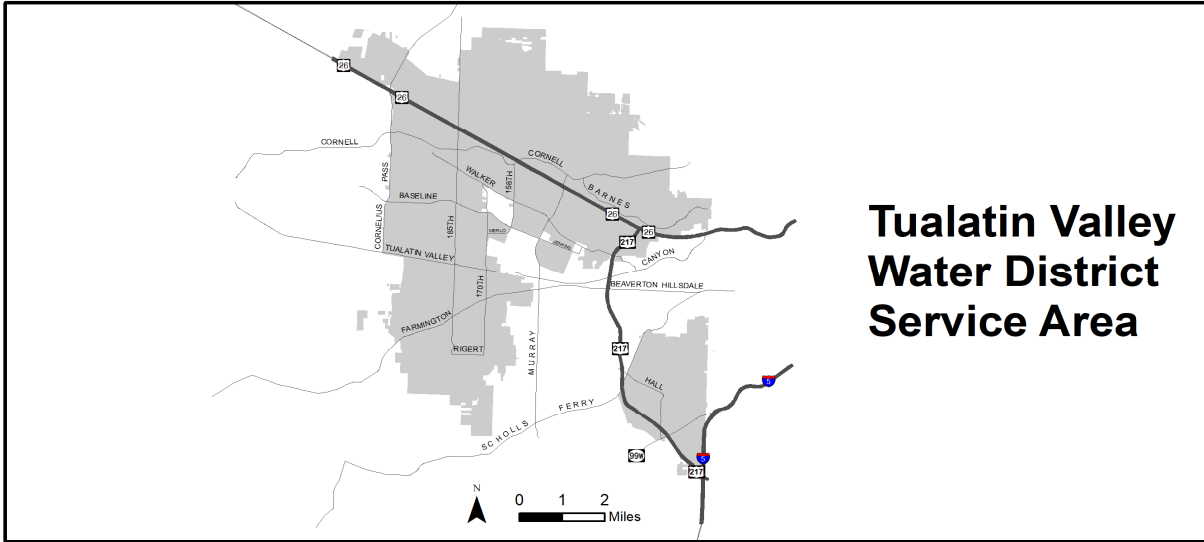 Tualatin Valley
Water District
Service Area
26
26
CORNELL
CORNELL
PASS
WALKER
158TH
BARNES
BASELINE
185TH
CORNELIUS
26
26
217
MERLO
JENKINS
TUALATIN VALLEY
CANYON
170TH
BEAVERTON HILLSDALE
FARMINGTON
RIGERT
MURRAY
217
HALL
5
SCHOLLS FERRY
99W
5
217
N
0 1 2
Miles